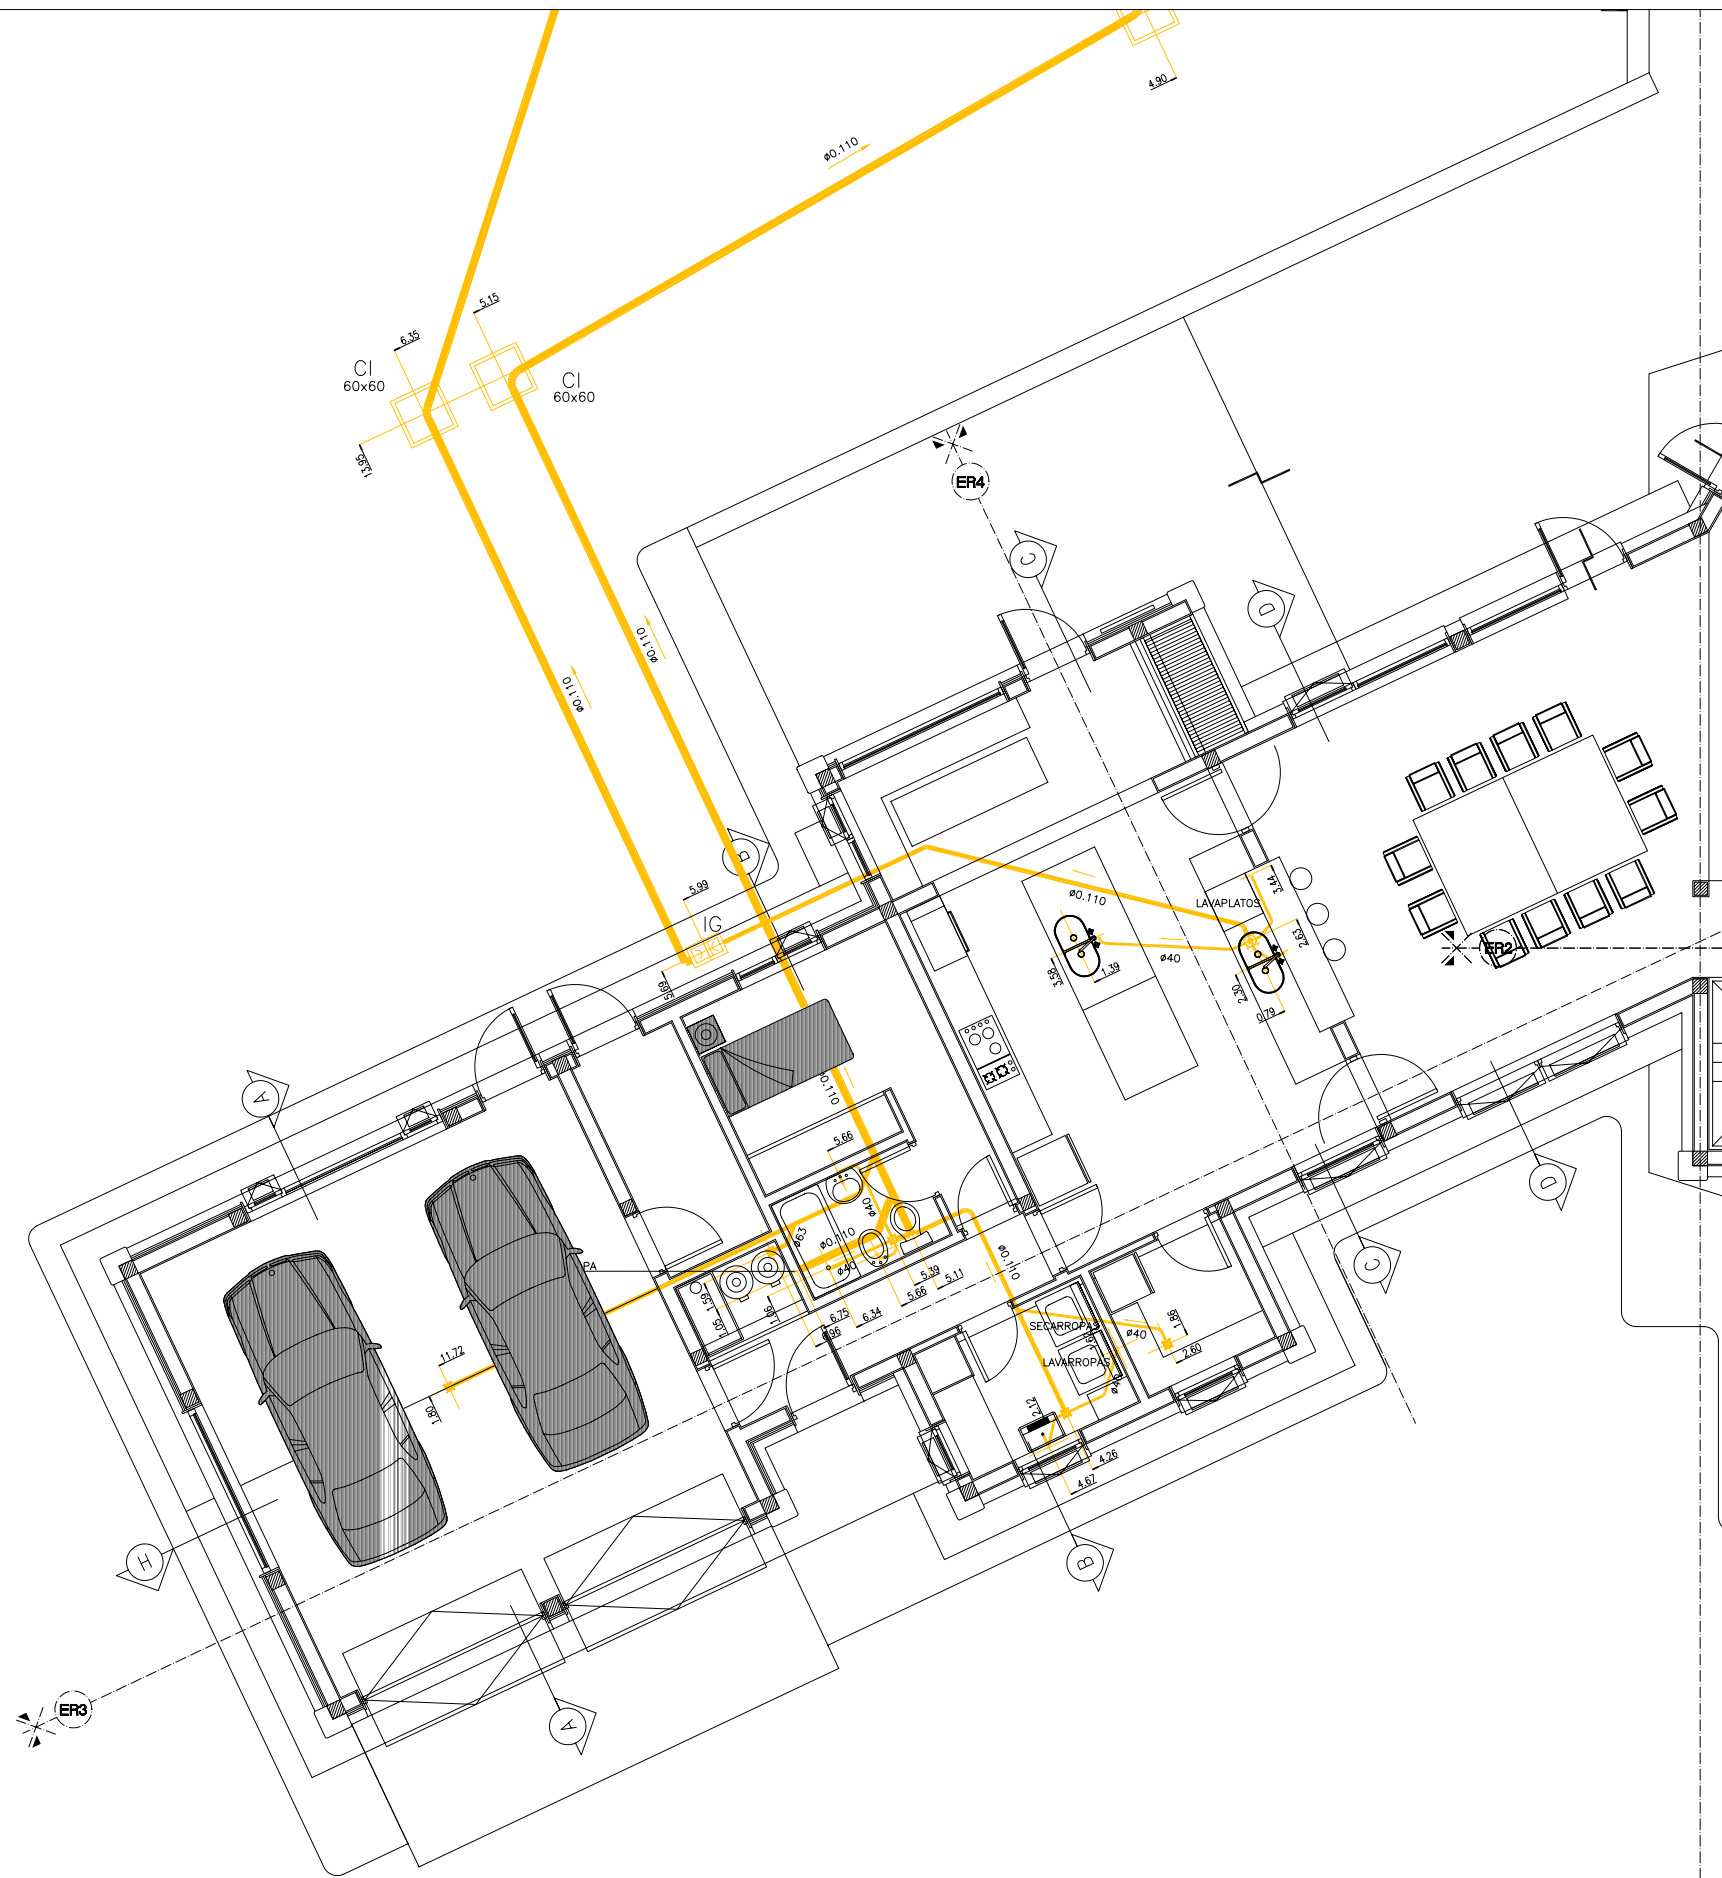 4.90
ø0.110
5.15
6.35
CI
60x60
CI
60x60
13.95
ER4
C
D
ø0.110
ø0.110
B
5.99
IG
5.69
ø0.110
LAVAPLATOS
3.44
2.63
ER2
3.58
1.39
ø40
2.30
0.79
A
ø0.110
5.66
ø40
ø63
ø0.110
ø40
PA
5.39
5.11
5.66
ø0.110
1.59
1.05
1.06
6.75
6.34
SECARROPAS
LAVARROPAS
ø40
1.86
2.60
D
C
11.72
1.80
2.12
4.26
4.67
H
B
A
ER3